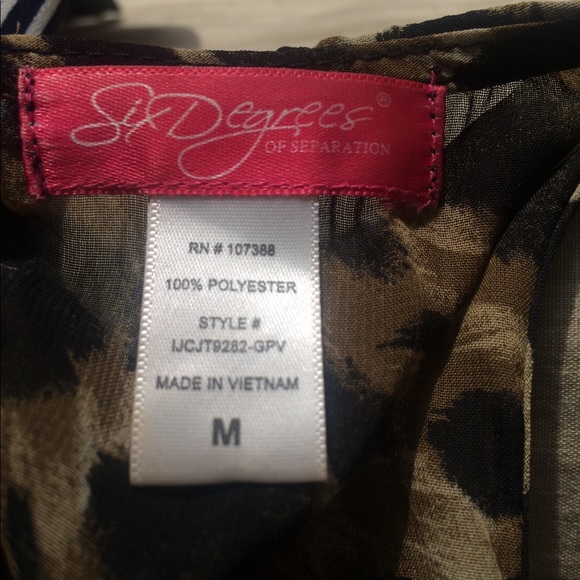 Six Degrees®
OF SEPARATION
RN # 107388
100% POLYESTER
STYLE #
IJCJT9282-GPV
MADE IN VIETNAM
M